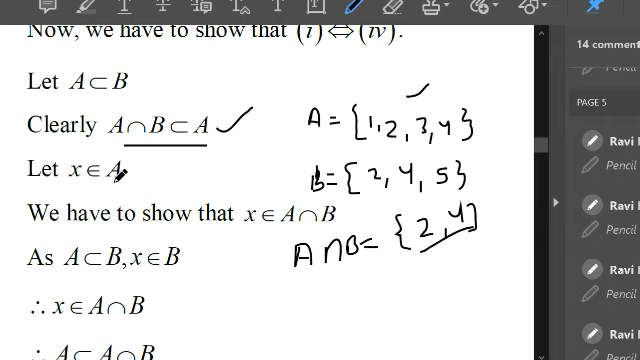 Now, we have to show that (i) ⇔ (iv).
Let A ⊂ B
Clearly A ∩ B ⊂ A
Let x ∈ A
We have to show that x ∈ A ∩ B
As A ⊂ B, x ∈ B
∴ x ∈ A ∩ B
∴ A ⊂ A ∩ B
A = {1,2,3,4}
B = {2,4,5}
A ∩ B = {2,4}
14 comment
Pencil
PAGE 5
Ravi
Pencil
Ravi
Pencil
Ravi
Pencil
Ravi
Pencil